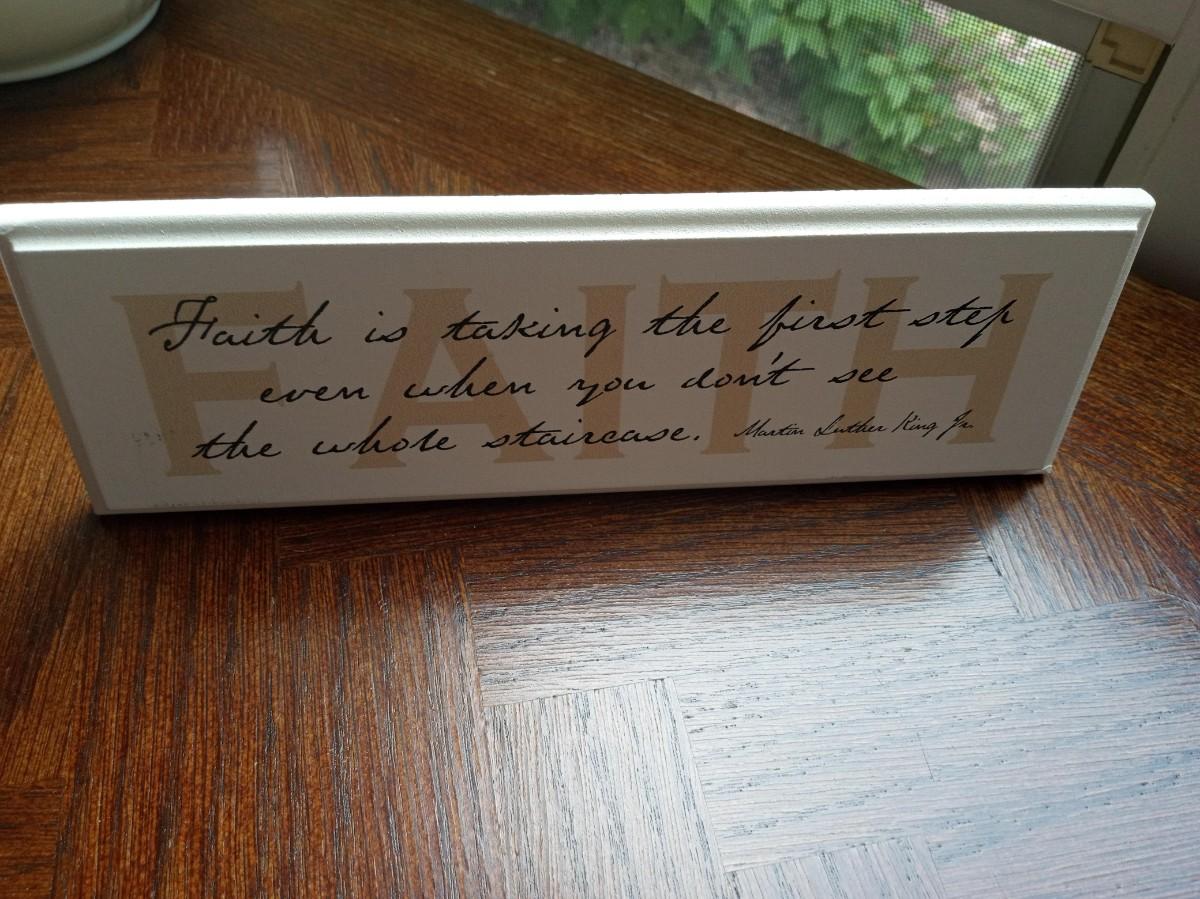 FAITH
Faith is taking the first step
even when you don't see
the whole staircase. Martin Luther King Jr.